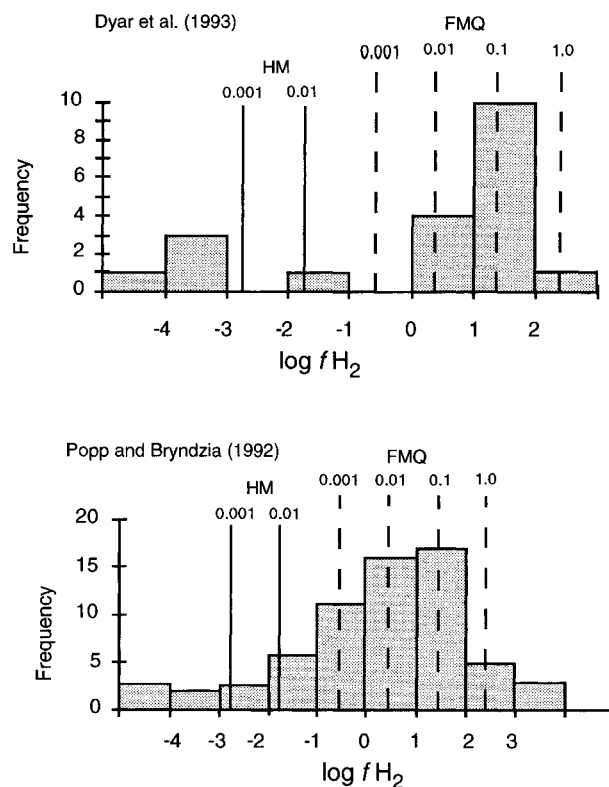 Dyar et al. (1993)
FMQ
HM
0.001 0.01 0.1 1.0
0.001 0.01
10
8
6
4
2
0
Frequency
-4 -3 -2 -1 0 1 2
log f H2
Popp and Bryndzia (1992)
FMQ
HM
0.001 0.01 0.1 1.0
0.001 0.01
20
15
10
5
0
Frequency
-4 -3 -2 -1 0 1 2 3
log f H2